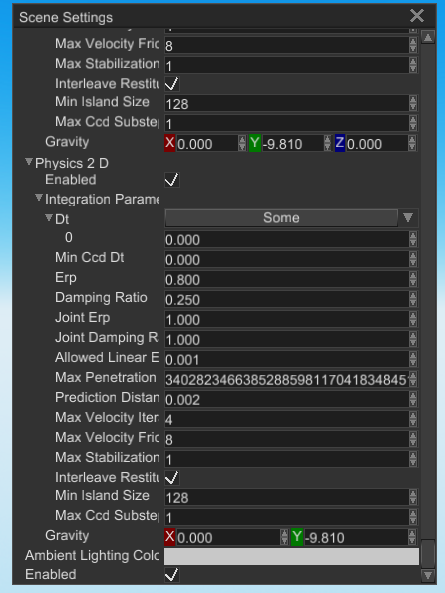 Scene Settings
Max Velocity Fric 8
Max Stabilization 1
Interleave Restitu
Min Island Size 128
Max Ccd Subste 1
Gravity X 0.000 Y -9.810 Z 0.000
Physics 2 D
Enabled
Integration Parame
Dt Some
0 0.000
Min Ccd Dt 0.000
Erp 0.800
Damping Ratio 0.250
Joint Erp 1.000
Joint Damping R 1.000
Allowed Linear E 0.001
Max Penetration 340282346638528859811704183484​5
Prediction Distan 0.002
Max Velocity Iter 4
Max Velocity Fric 8
Max Stabilization 1
Interleave Restitu
Min Island Size 128
Max Ccd Subste 1
Gravity X 0.000 Y -9.810
Ambient Lighting Colo
Enabled